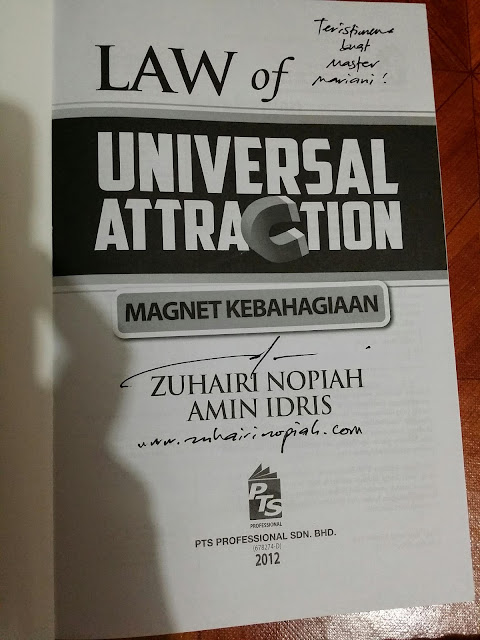 Teristimewa
buat
Master
Mariani!
LAW of
UNIVERSAL
ATTRACTION
MAGNET KEBAHAGIAAN
ZUHAIRI NOPIAH
AMIN IDRIS
www.zuhairinopiah.com
PTS
PROFESSIONAL
PTS PROFESSIONAL SDN. BHD.
(678274-D)
2012